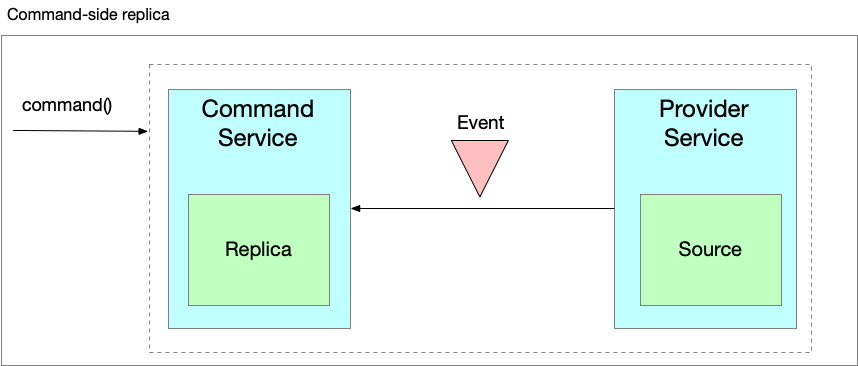 Command-side replica
command()
Command
Service
Event
Provider
Service
Replica
Source